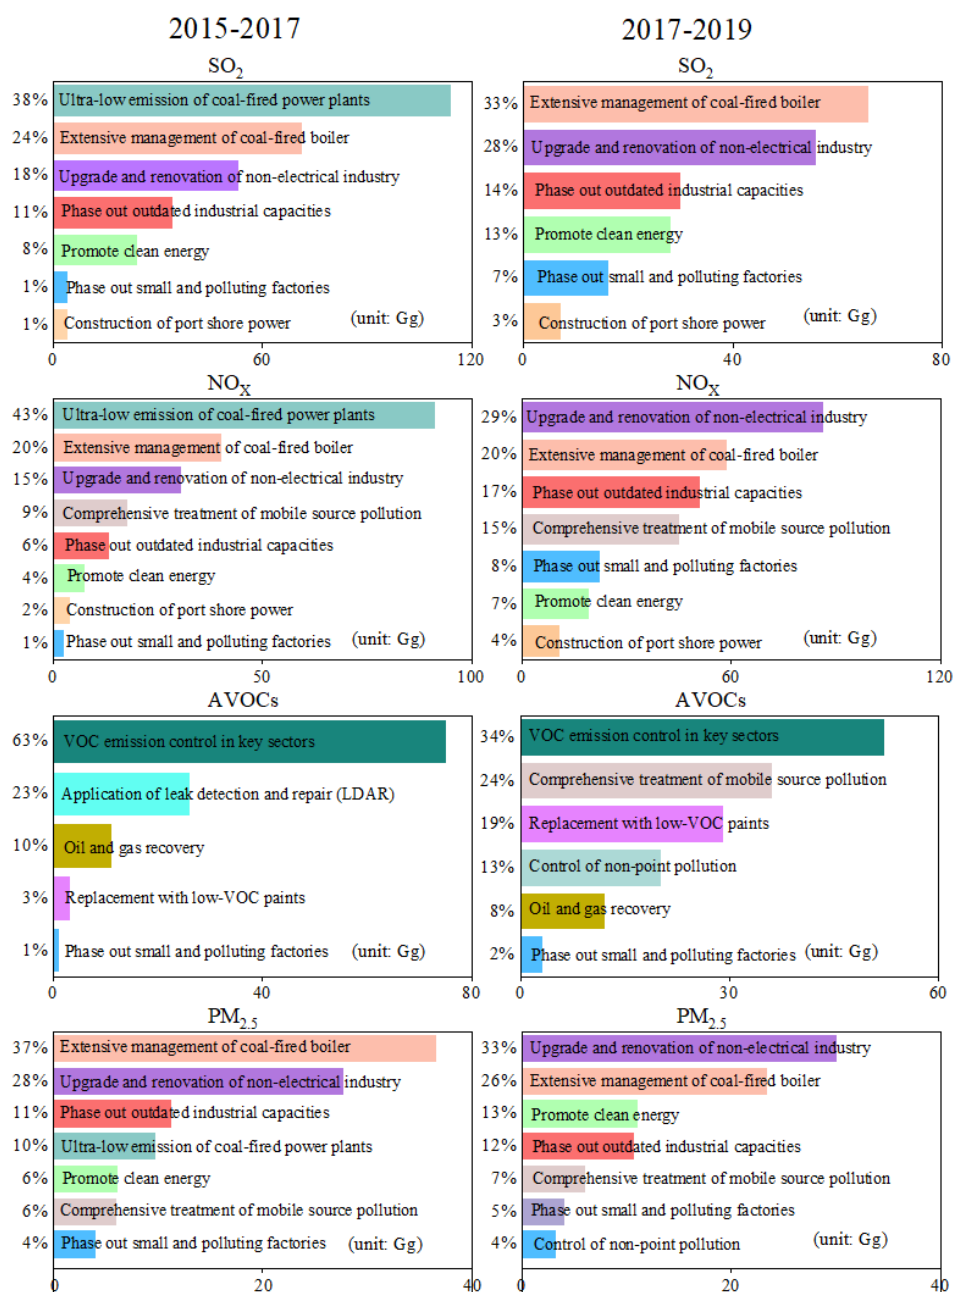 2015-2017
2017-2019
SO2
38% Ultra-low emission of coal-fired power plants
24% Extensive management of coal-fired boiler
18% Upgrade and renovation of non-electrical industry
11% Phase out outdated industrial capacities
8% Promote clean energy
1% Phase out small and polluting factories
1% Construction of port shore power (unit: Gg)
0 60 120
SO2
33% Extensive management of coal-fired boiler
28% Upgrade and renovation of non-electrical industry
14% Phase out outdated industrial capacities
13% Promote clean energy
7% Phase out small and polluting factories
3% Construction of port shore power (unit: Gg)
0 40 80
NOX
43% Ultra-low emission of coal-fired power plants
20% Extensive management of coal-fired boiler
15% Upgrade and renovation of non-electrical industry
9% Comprehensive treatment of mobile source pollution
6% Phase out outdated industrial capacities
4% Promote clean energy
2% Construction of port shore power
1% Phase out small and polluting factories (unit: Gg)
0 50 100
NOX
29% Upgrade and renovation of non-electrical industry
20% Extensive management of coal-fired boiler
17% Phase out outdated industrial capacities
15% Comprehensive treatment of mobile source pollution
8% Phase out small and polluting factories
7% Promote clean energy
4% Construction of port shore power (unit: Gg)
0 60 120
AVOCs
63% VOC emission control in key sectors
23% Application of leak detection and repair (LDAR)
10% Oil and gas recovery
3% Replacement with low-VOC paints
1% Phase out small and polluting factories (unit: Gg)
0 40 80
AVOCs
34% VOC emission control in key sectors
24% Comprehensive treatment of mobile source pollution
19% Replacement with low-VOC paints
13% Control of non-point pollution
8% Oil and gas recovery
2% Phase out small and polluting factories (unit: Gg)
0 30 60
PM2.5
37% Extensive management of coal-fired boiler
28% Upgrade and renovation of non-electrical industry
11% Phase out outdated industrial capacities
10% Ultra-low emission of coal-fired power plants
6% Promote clean energy
6% Comprehensive treatment of mobile source pollution
4% Phase out small and polluting factories (unit: Gg)
0 20 40
PM2.5
33% Upgrade and renovation of non-electrical industry
26% Extensive management of coal-fired boiler
13% Promote clean energy
12% Phase out outdated industrial capacities
7% Comprehensive treatment of mobile source pollution
5% Phase out small and polluting factories
4% Control of non-point pollution (unit: Gg)
0 20 40